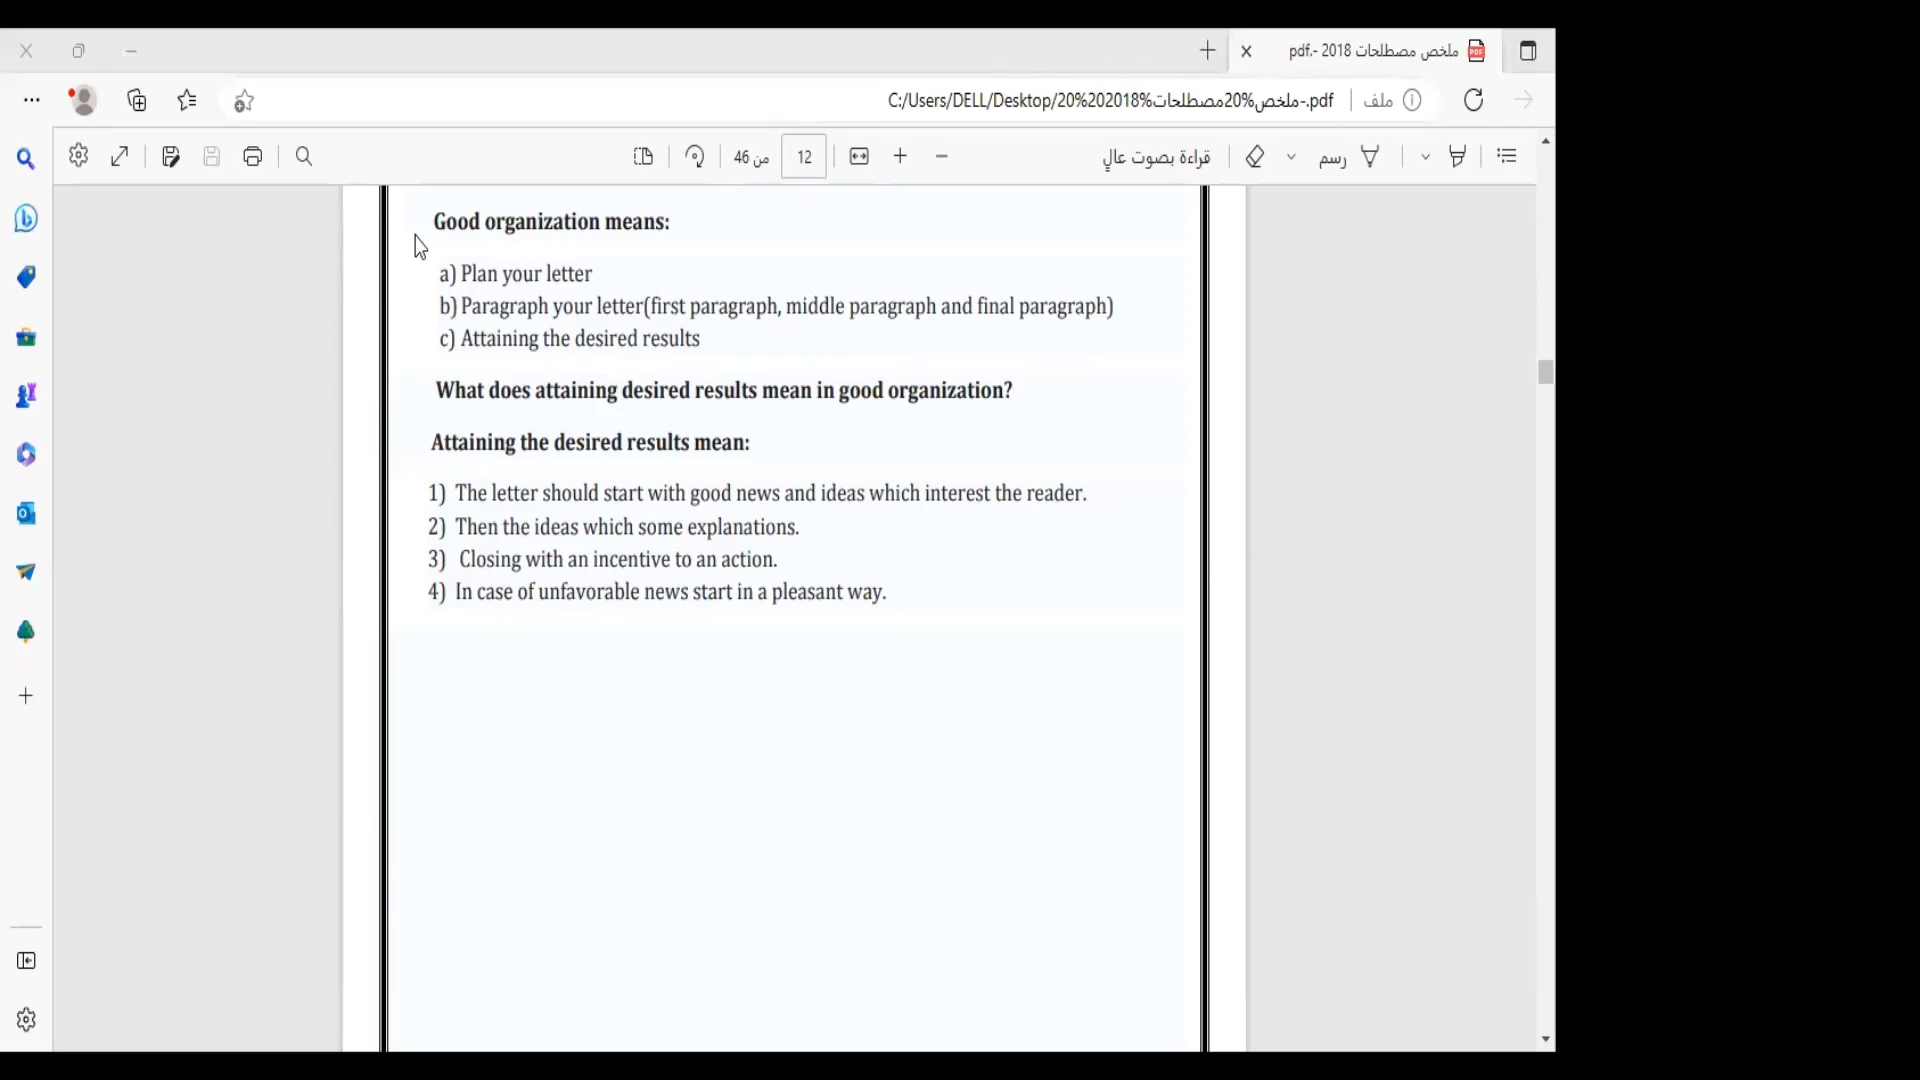 ملخص مصطلحات 2018 -.pdf
C:/Users/DELL/Desktop/20%202018%ملخص%20مصطلحات-.pdf
ملف
قراءة بصوت عالٍ
رسم
12
من 46
Good organization means:
a) Plan your letter
b) Paragraph your letter(first paragraph, middle paragraph and final paragraph)
c) Attaining the desired results
What does attaining desired results mean in good organization?
Attaining the desired results mean:
1) The letter should start with good news and ideas which interest the reader.
2) Then the ideas which some explanations.
3) Closing with an incentive to an action.
4) In case of unfavorable news start in a pleasant way.